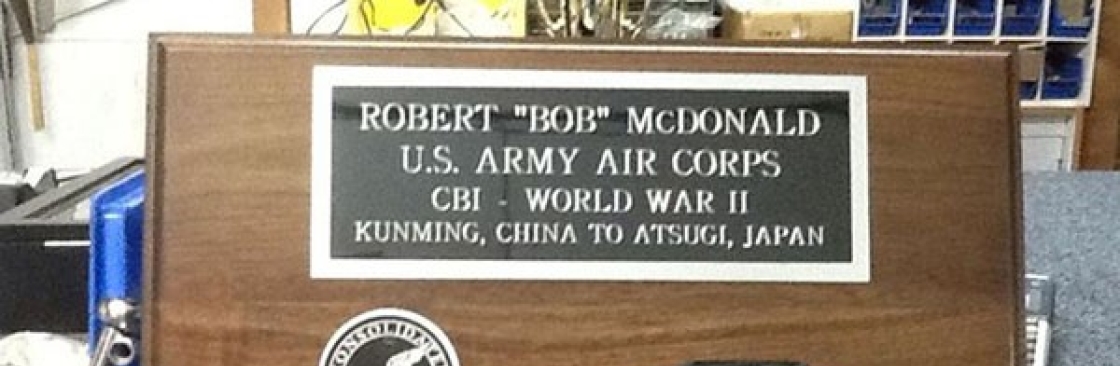 ROBERT "BOB" McDONALD
U.S. ARMY AIR CORPS
CBI - WORLD WAR II
KUNMING, CHINA TO ATSUGI, JAPAN